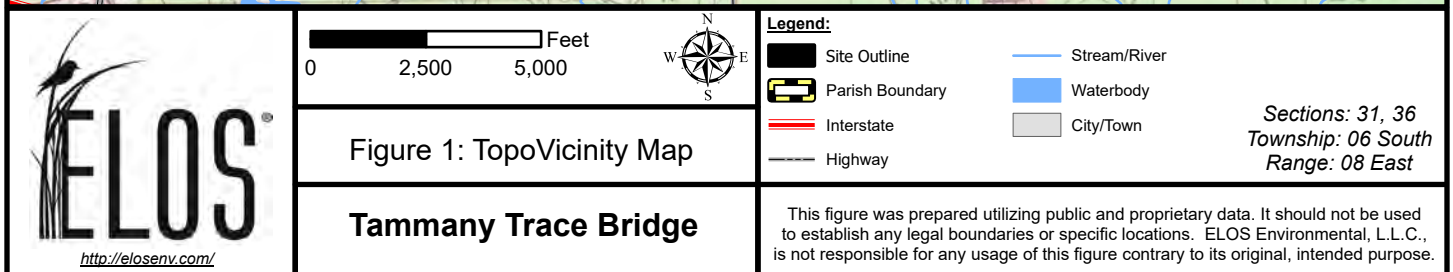 ELOS®
http://elosenv.com/
Feet
0 2,500 5,000
N
W E
S
Figure 1: TopoVicinity Map
Tammany Trace Bridge
Legend:
Site Outline
Parish Boundary
Interstate
Highway
Stream/River
Waterbody
City/Town
Sections: 31, 36
Township: 06 South
Range: 08 East
This figure was prepared utilizing public and proprietary data. It should not be used
to establish any legal boundaries or specific locations. ELOS Environmental, L.L.C.,
is not responsible for any usage of this figure contrary to its original, intended purpose.